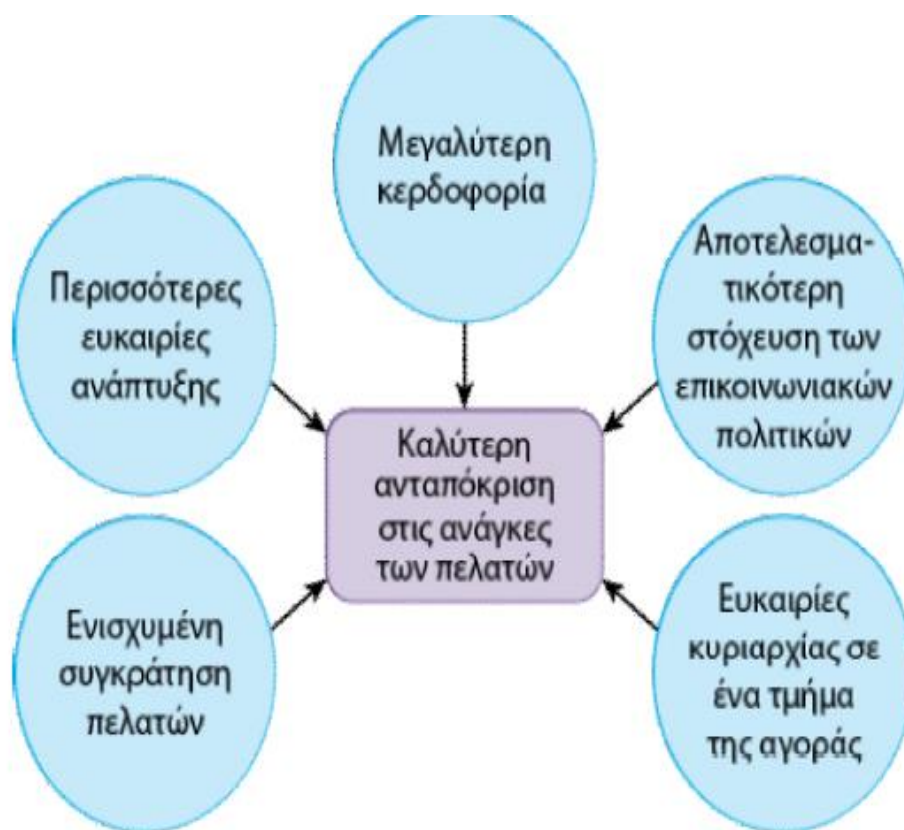 Μεγαλύτερη
κερδοφορία
Περισσότερες
ευκαιρίες
ανάπτυξης
Αποτελεσμα-
τικότερη
στόχευση των
επικοινωνιακών
πολιτικών
Καλύτερη
ανταπόκριση
στις ανάγκες
των πελατών
Ενισχυμένη
συγκράτηση
πελατών
Ευκαιρίες
κυριαρχίας σε
ένα τμήμα
της αγοράς